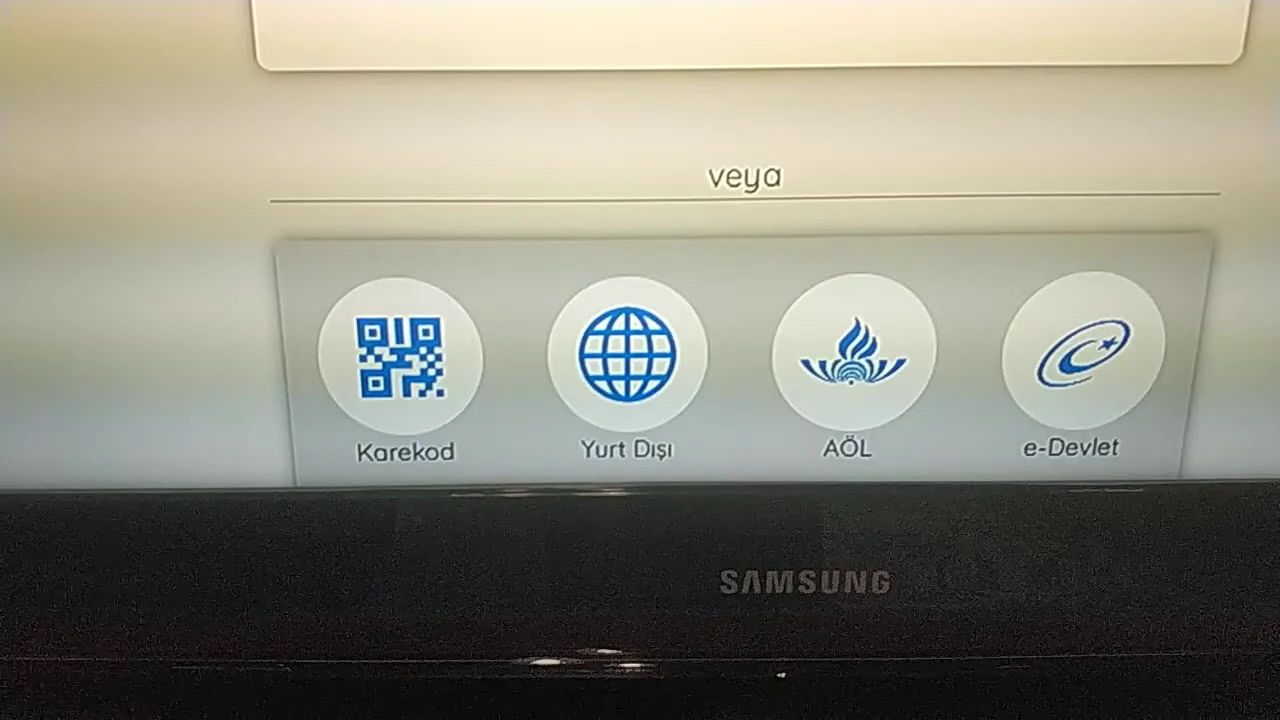 veya
Karekod
Yurt Dışı
AÖL
e-Devlet
SAMSUNG